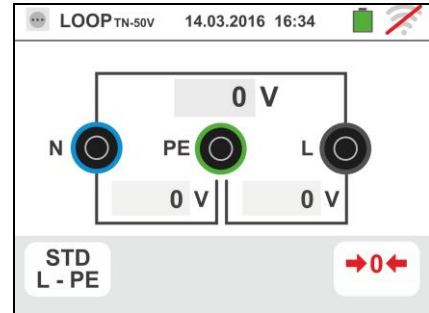 LOOP TN-50V 14.03.2016 16:34
0 V
N PE L
0 V 0 V
STD
L - PE
➔0←